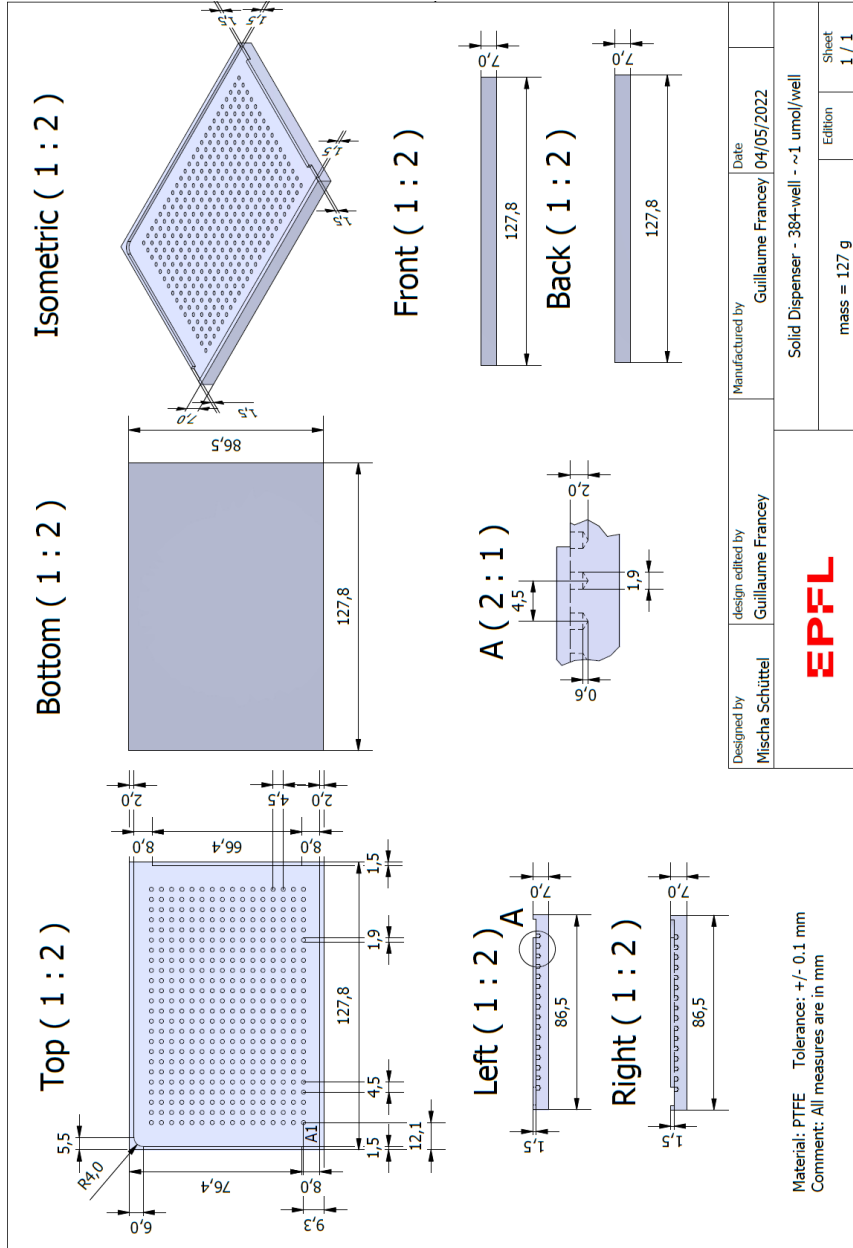 Top ( 1 : 2 )
5,5
R4,0
6,0
76,4
8,0
9,3
A1
1,5
12,1
4,5
127,8
1,9
1,5
2,0
8,0
66,4
8,0
4,5
2,0
Bottom ( 1 : 2 )
127,8
86,5
Isometric ( 1 : 2 )
7,0
1,5
1,5
1,5
1,5
1,5
Left ( 1 : 2 )
A
1,5
86,5
7,0
Right ( 1 : 2 )
1,5
86,5
7,0
A ( 2 : 1 )
4,5
0,6
1,9
2,0
Front ( 1 : 2 )
127,8
7,0
Back ( 1 : 2 )
127,8
7,0
Material: PTFE Tolerance: +/- 0.1 mm
Comment: All measures are in mm
Designed by
Mischa Schüttel
design edited by
Guillaume Francey
Manufactured by
Guillaume Francey
Date
04/05/2022
EPFL
Solid Dispenser - 384-well - ~1 umol/well
mass = 127 g
Edition
Sheet
1 / 1